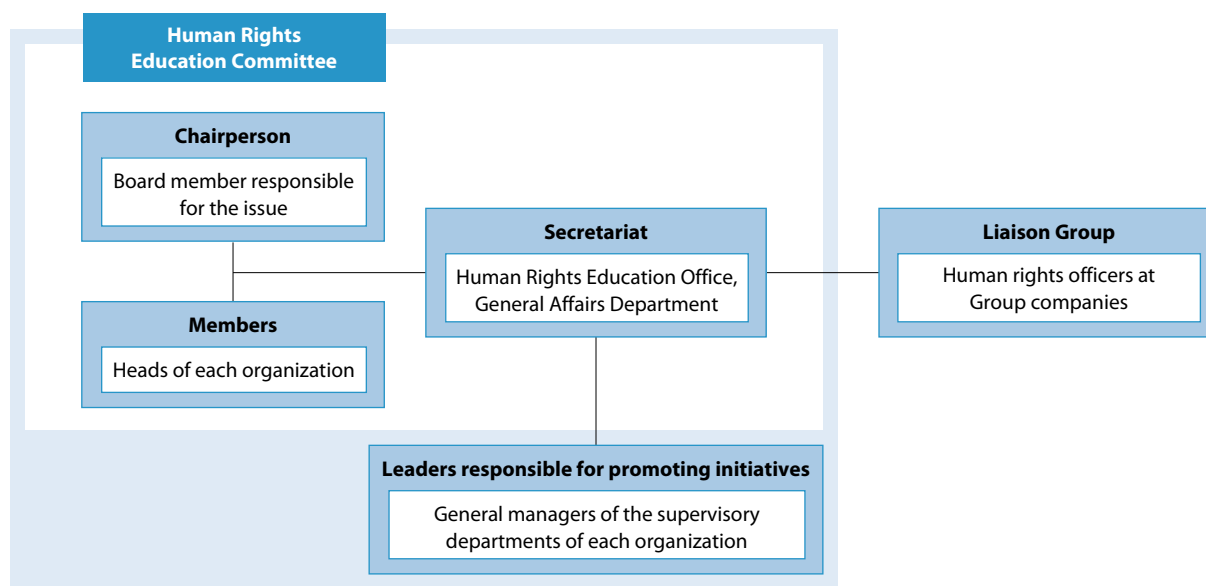 Human Rights
Education Committee
Chairperson
Board member responsible
for the issue
Members
Heads of each organization
Secretariat
Human Rights Education Office,
General Affairs Department
Liaison Group
Human rights officers at
Group companies
Leaders responsible for promoting initiatives
General managers of the supervisory
departments of each organization